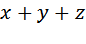 x + y + z